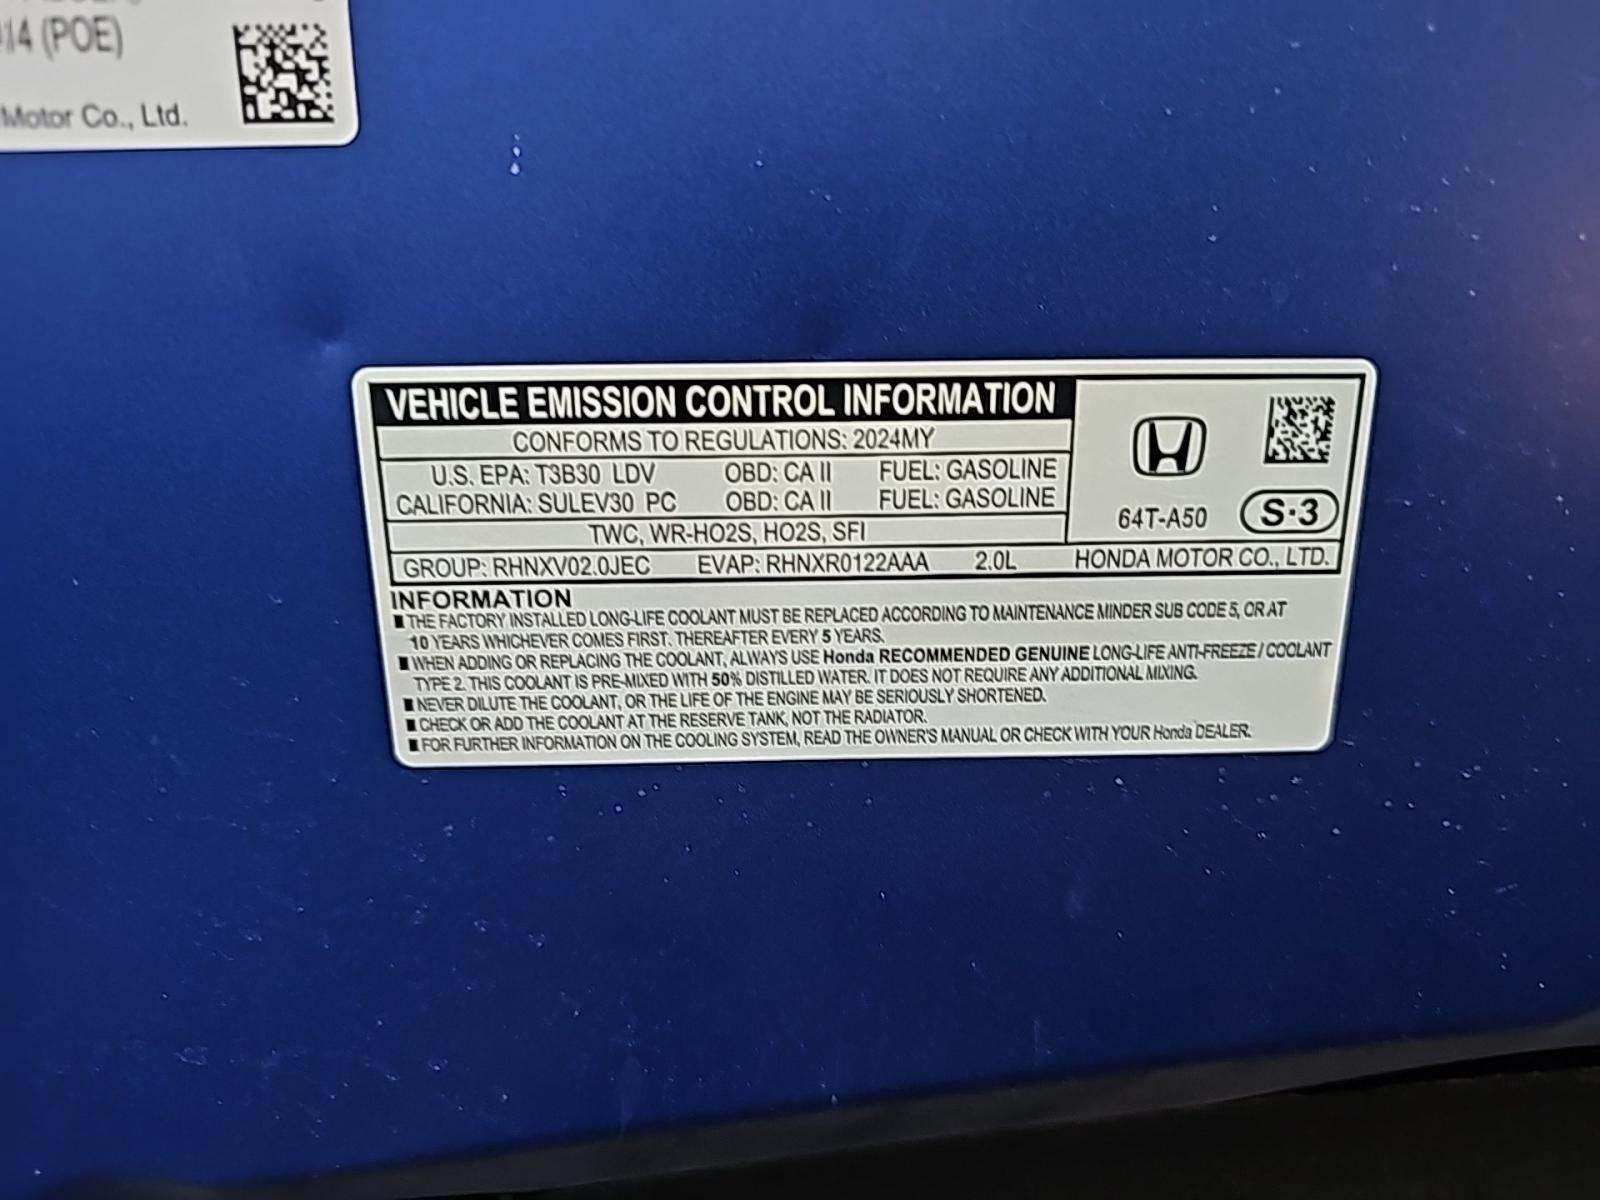 14 (POE)
Motor Co., Ltd.
VEHICLE EMISSION CONTROL INFORMATION
CONFORMS TO REGULATIONS: 2024MY
U.S. EPA: T3B30 LDV OBD: CA II FUEL: GASOLINE
CALIFORNIA: SULEV30 PC OBD: CA II FUEL: GASOLINE
TWC, WR-HO2S, HO2S, SFI
64T-A50 S·3
GROUP: RHNXV02.0JEC EVAP: RHNXR0122AAA 2.0L HONDA MOTOR CO., LTD.
INFORMATION
■ THE FACTORY INSTALLED LONG-LIFE COOLANT MUST BE REPLACED ACCORDING TO MAINTENANCE MINDER SUB CODE 5, OR AT
10 YEARS WHICHEVER COMES FIRST. THEREAFTER EVERY 5 YEARS.
■ WHEN ADDING OR REPLACING THE COOLANT, ALWAYS USE Honda RECOMMENDED GENUINE LONG-LIFE ANTI-FREEZE / COOLANT
TYPE 2. THIS COOLANT IS PRE-MIXED WITH 50% DISTILLED WATER. IT DOES NOT REQUIRE ANY ADDITIONAL MIXING.
■ NEVER DILUTE THE COOLANT, OR THE LIFE OF THE ENGINE MAY BE SERIOUSLY SHORTENED.
■ CHECK OR ADD THE COOLANT AT THE RESERVE TANK, NOT THE RADIATOR.
■ FOR FURTHER INFORMATION ON THE COOLING SYSTEM, READ THE OWNER'S MANUAL OR CHECK WITH YOUR Honda DEALER.